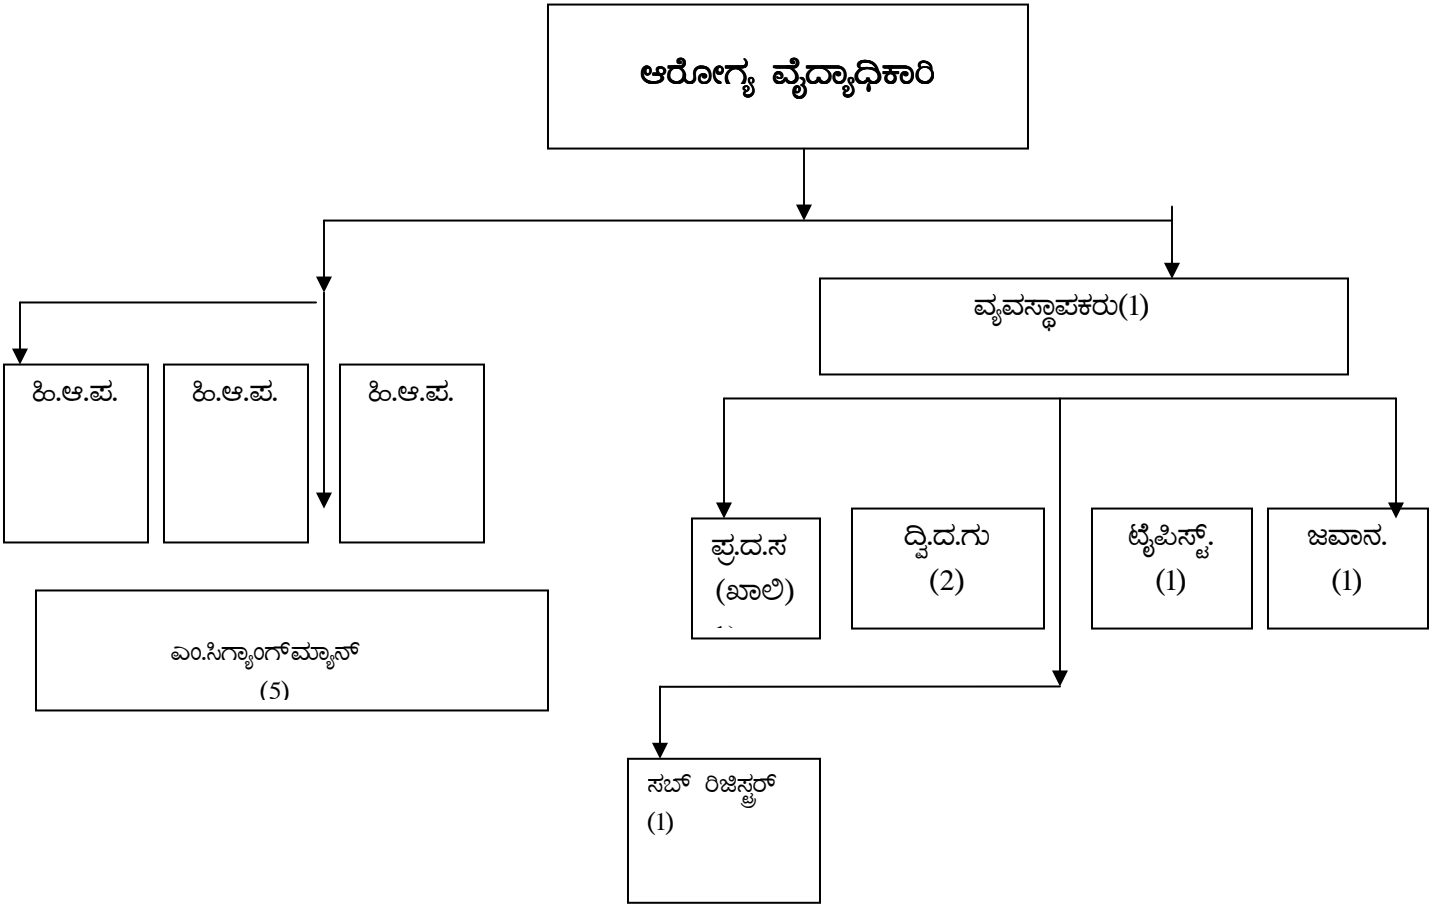 ಆರೋಗ್ಯ ವೈದ್ಯಾಧಿಕಾರಿ
ವ್ಯವಸ್ಥಾಪಕರು(1)
ಹಿ.ಆ.ಪ.
ಹಿ.ಆ.ಪ.
ಹಿ.ಆ.ಪ.
ಪ್ರ.ದ.ಸ
(ಖಾಲಿ)
ದ್ವಿ.ದ.ಗು
(2)
ಟೈಪಿಸ್ಟ್.
(1)
ಜವಾನ.
(1)
ಎಂ.ಸಿಗ್ಯಾಂಗ್‌ಮ್ಯಾನ್
(5)
ಸಬ್ ರಿಜಿಸ್ಟ್ರರ್
(1)